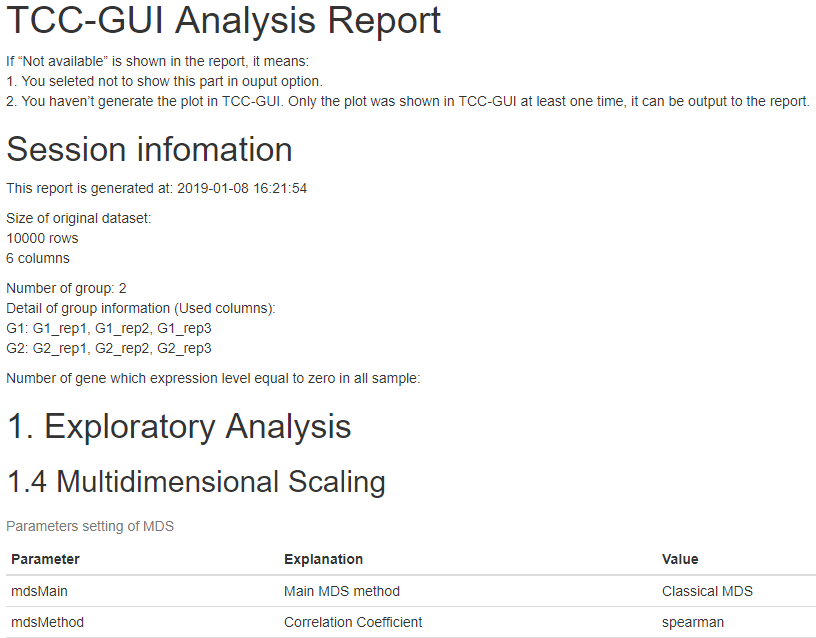 TCC-GUI Analysis Report
If “Not available” is shown in the report, it means:
1. You seleted not to show this part in ouput option.
2. You haven’t generate the plot in TCC-GUI. Only the plot was shown in TCC-GUI at least one time, it can be output to the report.
Session infomation
This report is generated at: 2019-01-08 16:21:54
Size of original dataset:
10000 rows
6 columns
Number of group: 2
Detail of group information (Used columns):
G1: G1_rep1, G1_rep2, G1_rep3
G2: G2_rep1, G2_rep2, G2_rep3
Number of gene which expression level equal to zero in all sample:
1. Exploratory Analysis
1.4 Multidimensional Scaling
Parameters setting of MDS
Parameter Explanation Value
mdsMain Main MDS method Classical MDS
mdsMethod Correlation Coefficient spearman